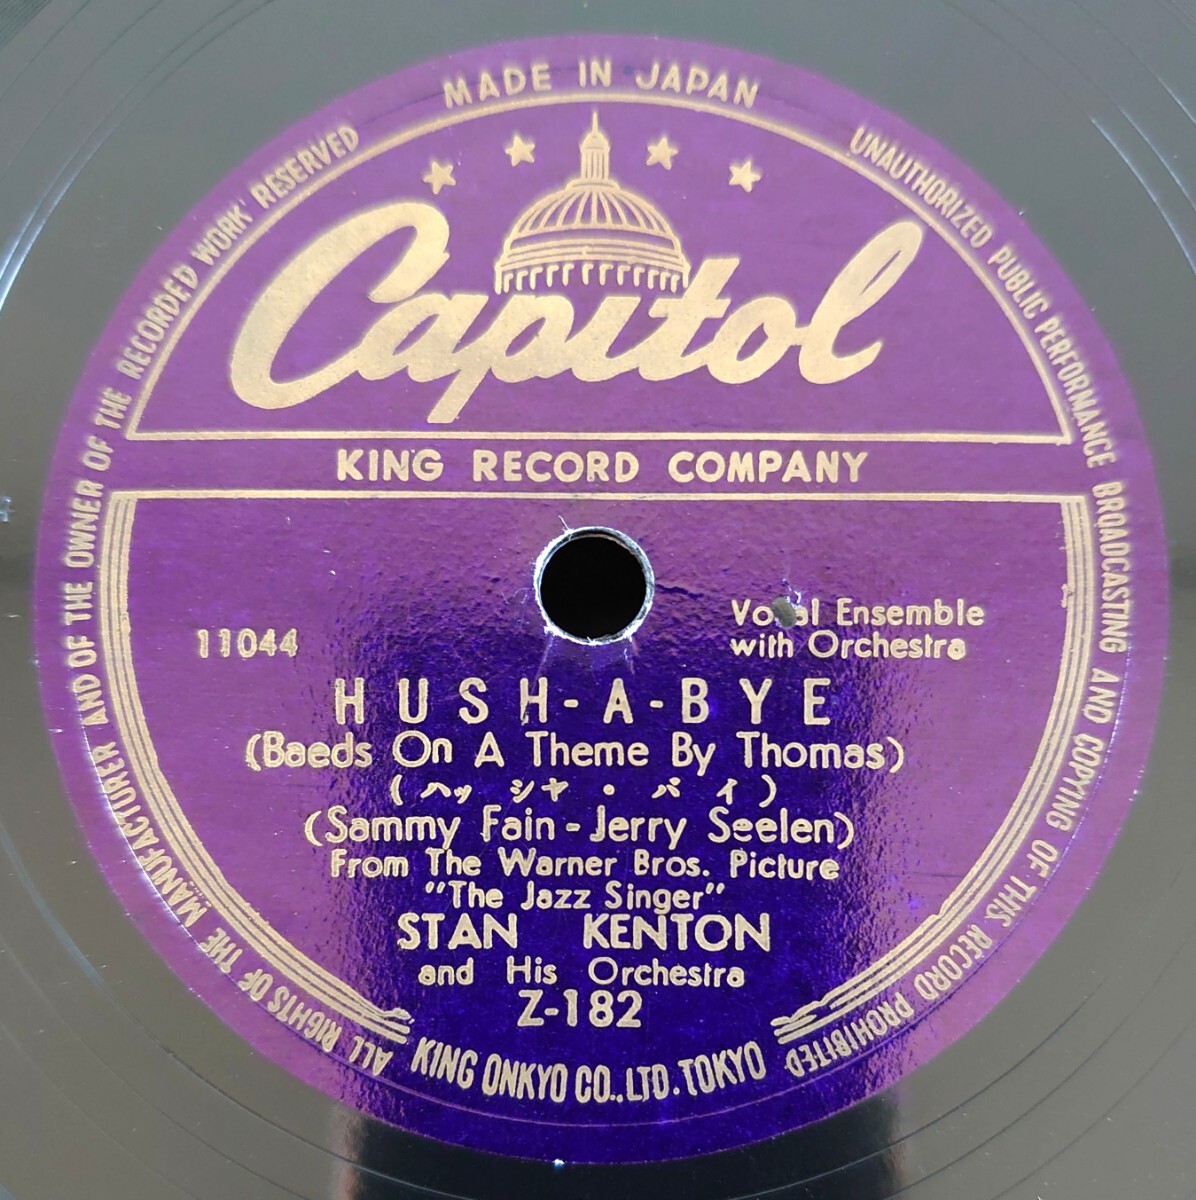 MADE IN JAPAN
ALL RIGHTS OF THE MANUFACTURER AND OF THE OWNER OF THE RECORDED WORK RESERVED
UNAUTHORIZED PUBLIC PERFORMANCE BROADCASTING AND COPYING OF THIS RECORD PROHIBITED
Capitol
KING RECORD COMPANY
11044
Vocal Ensemble
with Orchestra
HUSH-A-BYE
(Baeds On A Theme By Thomas)
(ハッシヤ・バイ)
(Sammy Fain-Jerry Seelen)
From The Warner Bros. Picture
"The Jazz Singer"
STAN KENTON
and His Orchestra
Z-182
KING ONKYO CO.,LTD. TOKYO